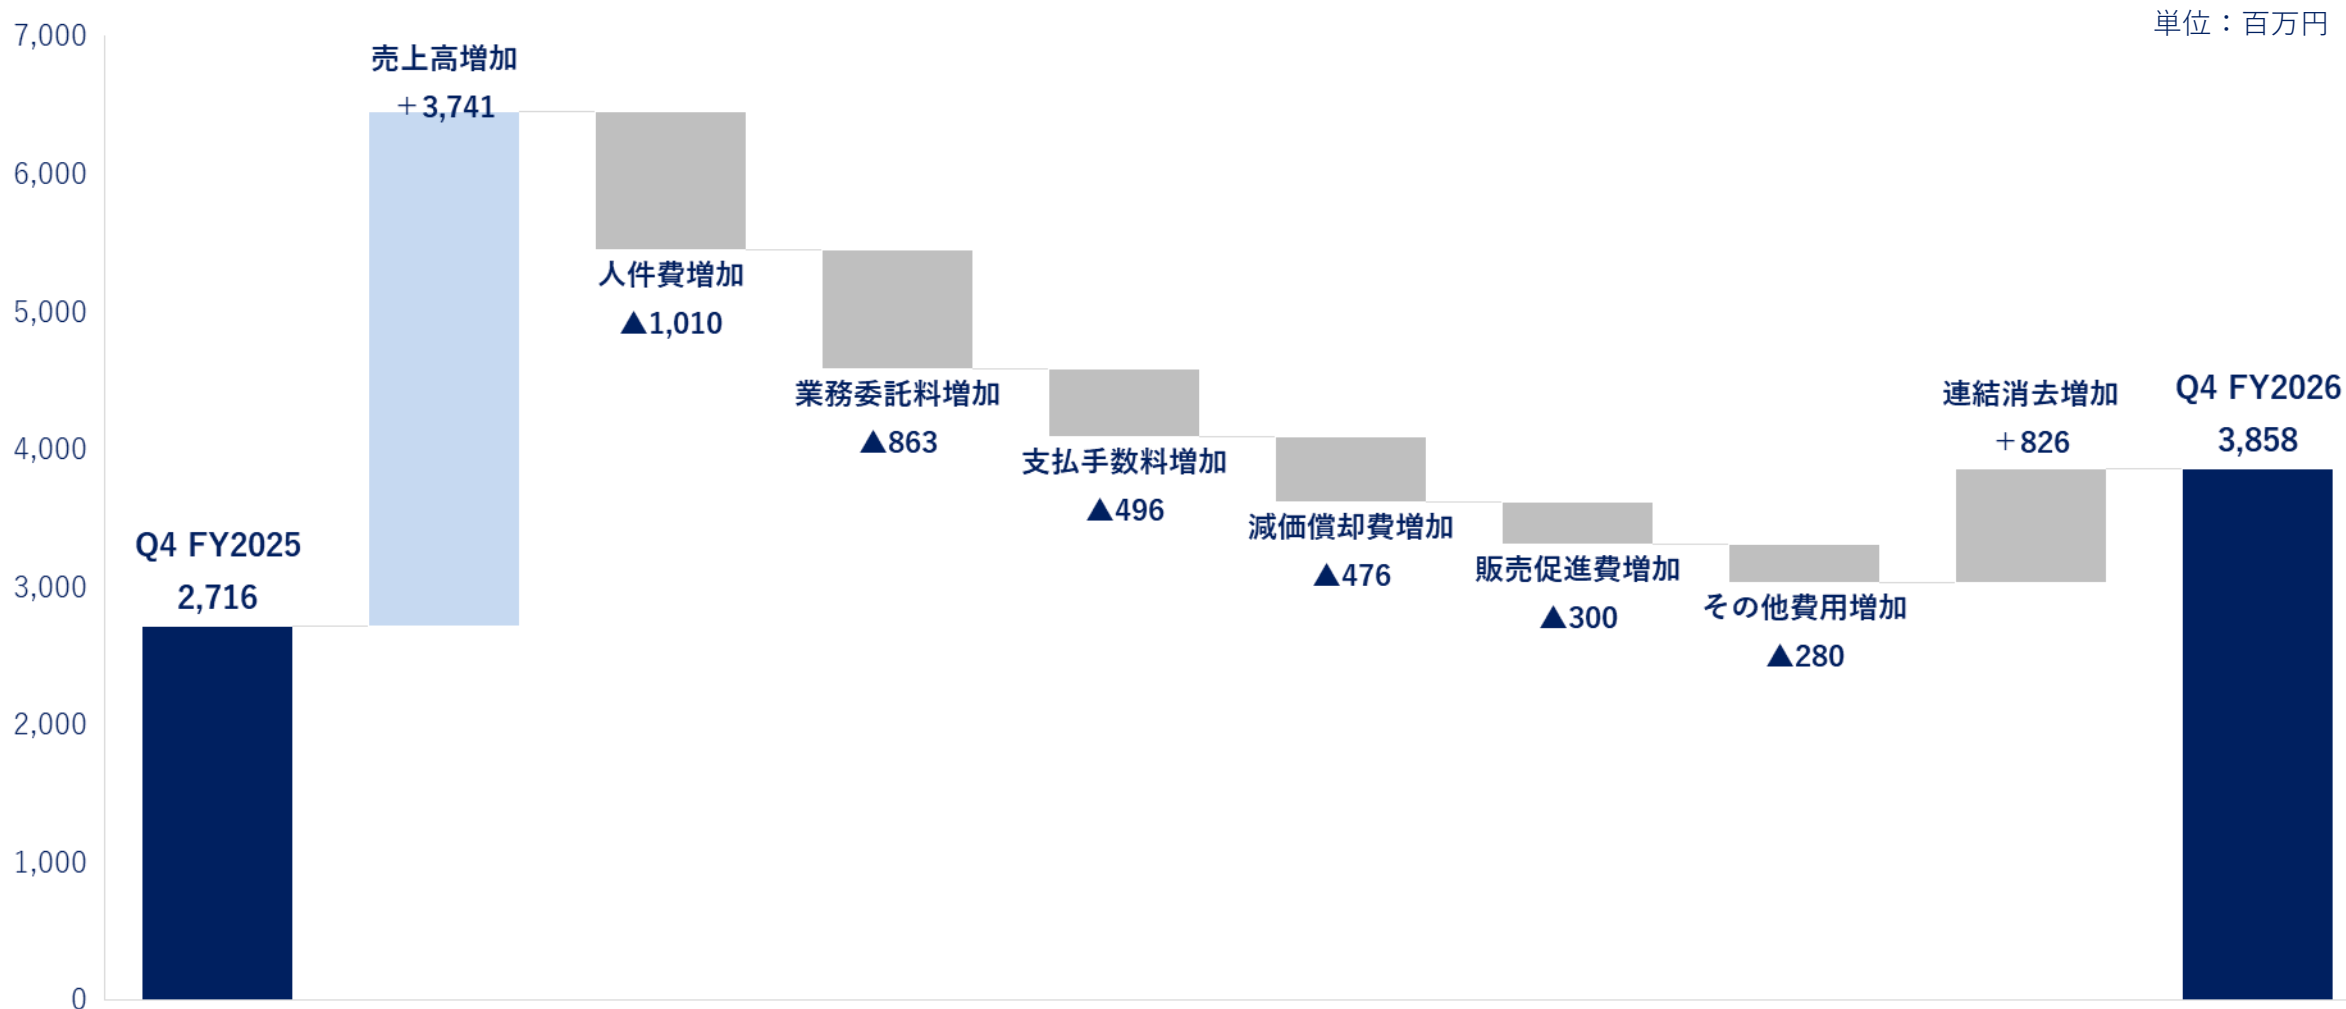 単位：百万円
7,000
6,000
5,000
4,000
3,000
2,000
1,000
0
Q4 FY2025
2,716
売上高増加
＋3,741
人件費増加
▲1,010
業務委託料増加
▲863
支払手数料増加
▲496
減価償却費増加
▲476
販売促進費増加
▲300
その他費用増加
▲280
連結消去増加
＋826
Q4 FY2026
3,858